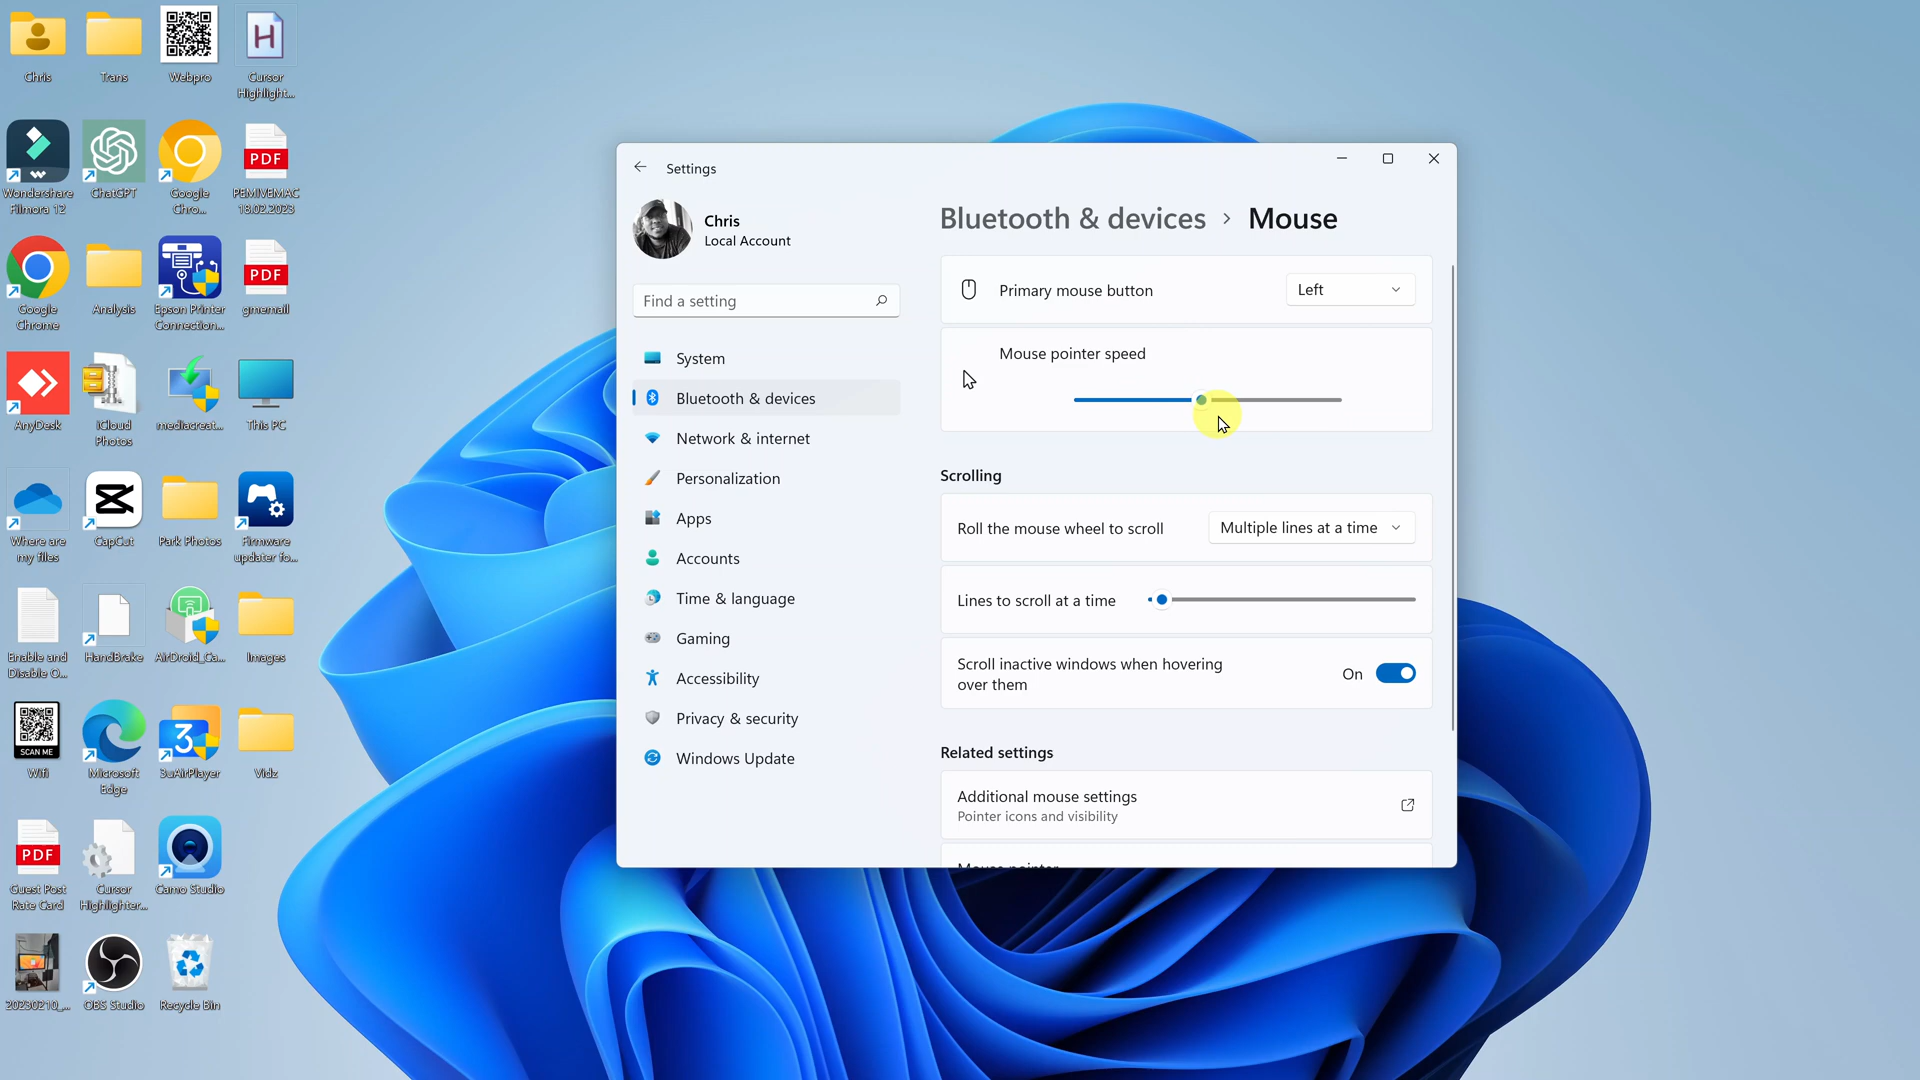 Chris
Trans
Webpro
Cursor
Highlight...
Wondershare
Filmora 12
ChatGPT
Google
Chro...
PDF
PEMIVEMAC
18.02.2023
Google
Chrome
Analysis
Epson Printer
Connection...
PDF
gmemail
AnyDesk
iCloud
Photos
mediacreat...
This PC
Where are
my files
CapCut
Park Photos
Firmware
updater fo...
Enable and
Disable O...
HandBrake
AirDroid_Ca...
Images
SCAN ME
Wifi
Microsoft
Edge
3uAirPlayer
Vidz
PDF
Guest Post
Rate Card
Cursor
Highlighter...
Camo Studio
20230210_...
OBS Studio
Recycle Bin
Settings
Chris
Local Account
Find a setting
System
Bluetooth & devices
Network & internet
Personalization
Apps
Accounts
Time & language
Gaming
Accessibility
Privacy & security
Windows Update
Bluetooth & devices › Mouse
Primary mouse button
Left
Mouse pointer speed
Scrolling
Roll the mouse wheel to scroll
Multiple lines at a time
Lines to scroll at a time
Scroll inactive windows when hovering
over them
On
Related settings
Additional mouse settings
Pointer icons and visibility
Mouse pointer